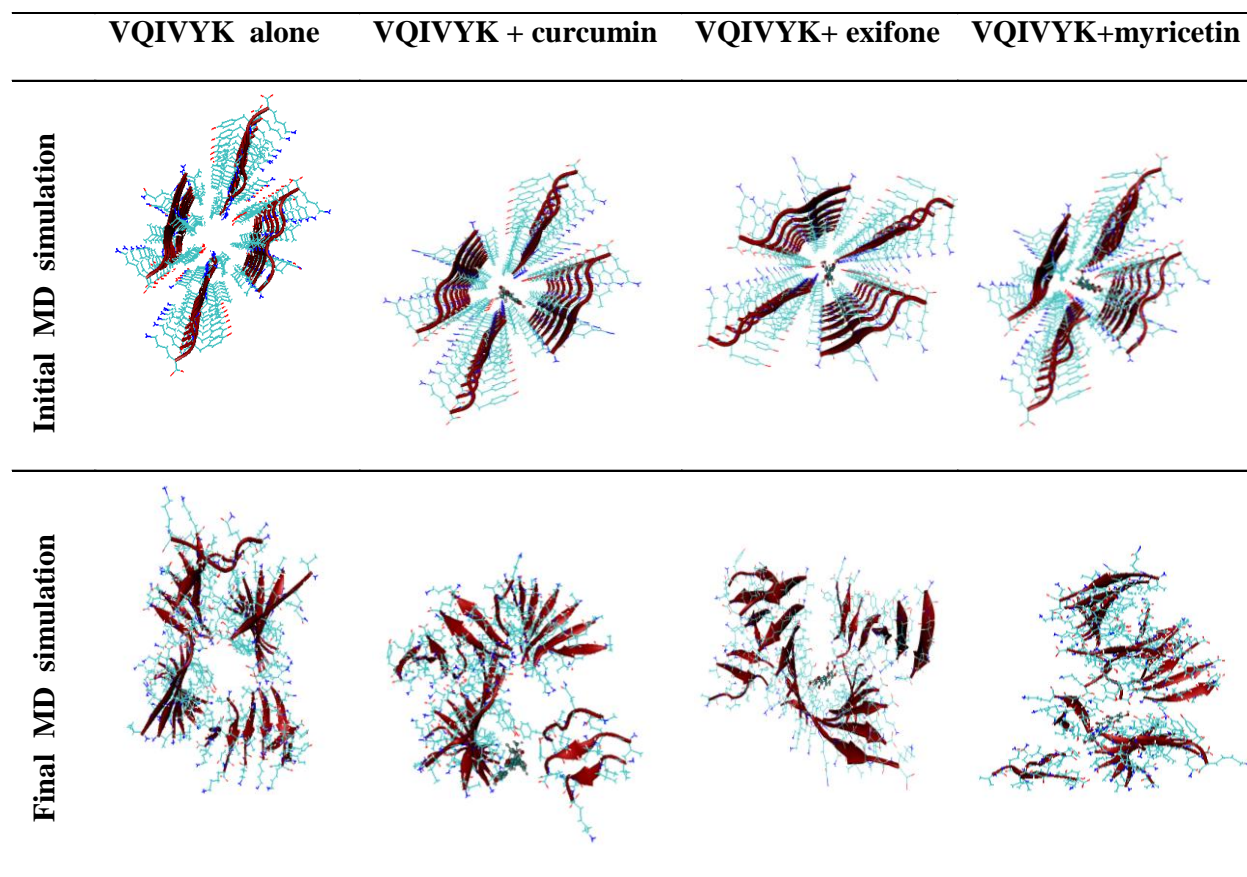 VQIVYK alone VQIVYK + curcumin VQIVYK+ exifone VQIVYK+myricetin
Initial MD simulation
Final MD simulation